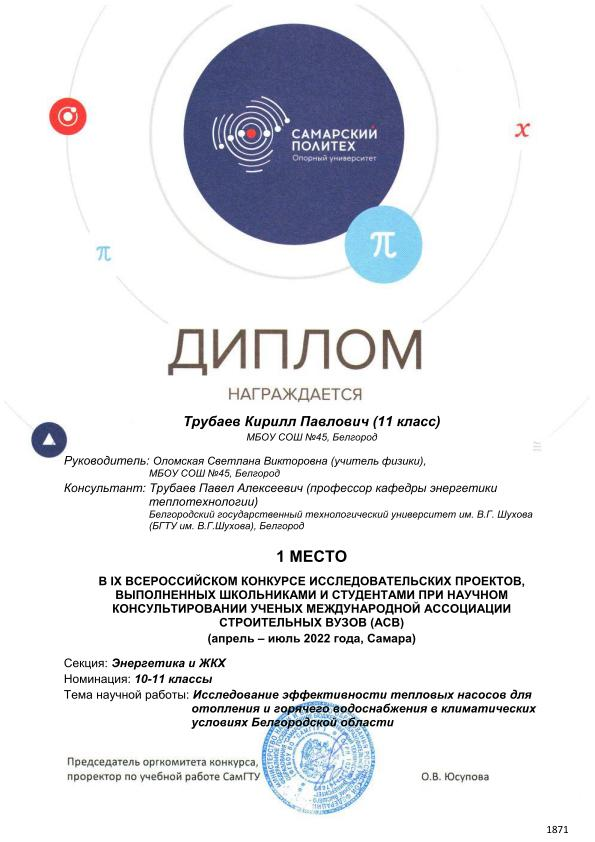 САМАРСКИЙ
ПОЛИТЕХ
Опорный университет
x
π
π
ДИПЛОМ
НАГРАЖДАЕТСЯ
Трубаев Кирилл Павлович (11 класс)
МБОУ СОШ №45, Белгород
Руководитель: Оломская Светлана Викторовна (учитель физики),
МБОУ СОШ №45, Белгород
Консультант: Трубаев Павел Алексеевич (профессор кафедры энергетики
теплотехнологии)
Белгородский государственный технологический университет им. В.Г. Шухова
(БГТУ им. В.Г.Шухова), Белгород
1 МЕСТО
В IX ВСЕРОССИЙСКОМ КОНКУРСЕ ИССЛЕДОВАТЕЛЬСКИХ ПРОЕКТОВ,
ВЫПОЛНЕННЫХ ШКОЛЬНИКАМИ И СТУДЕНТАМИ ПРИ НАУЧНОМ
КОНСУЛЬТИРОВАНИИ УЧЕНЫХ МЕЖДУНАРОДНОЙ АССОЦИАЦИИ
СТРОИТЕЛЬНЫХ ВУЗОВ (АСВ)
(апрель – июль 2022 года, Самара)
Секция: Энергетика и ЖКХ
Номинация: 10-11 классы
Тема научной работы: Исследование эффективности тепловых насосов для
отопления и горячего водоснабжения в климатических
условиях Белгородской области
Председатель оргкомитета конкурса,
проректор по учебной работе СамГТУ
О.В. Юсупова
1871